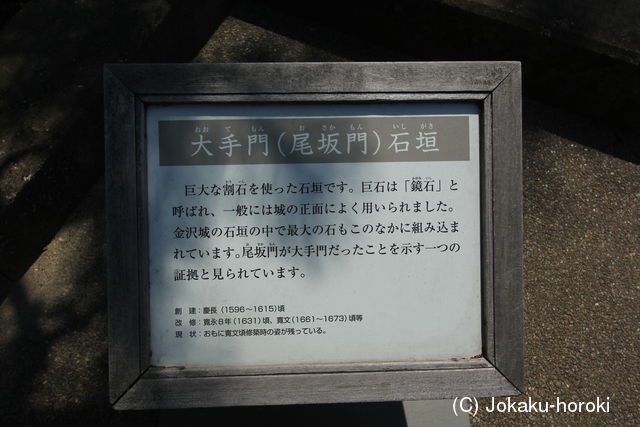 大手門(尾坂門)石垣
巨大な割石を使った石垣です。巨石は「鏡石」と
呼ばれ、一般には城の正面によく用いられました。
金沢城の石垣の中で最大の石もこのなかに組み込ま
れています。尾坂門が大手門だったことを示す一つの
証拠と見られています。
創 建:慶長(1596~1615)頃
改 修:寛永8年(1631)頃、寛文(1661~1673)頃等
現 状:おもに寛文頃修築時の姿が残っている。
(C) Jokaku-horoki